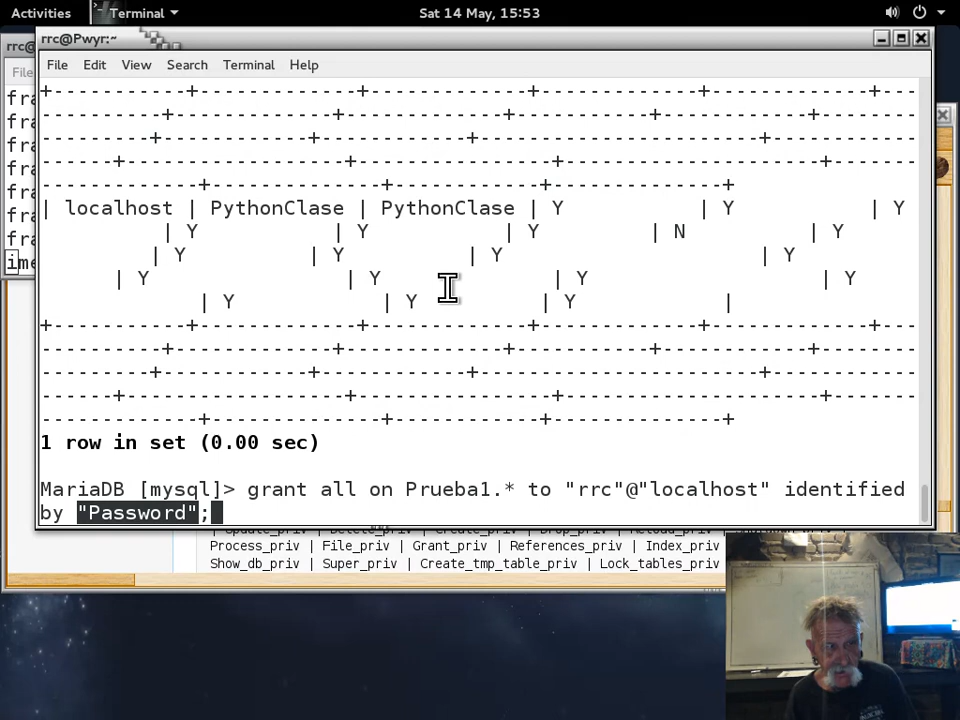 Activities Terminal Sat 14 May, 15:53
rrc@ rrc@Pwyr:~
File Edit View Search Terminal Help
+------------+-------------+-------------+-------------+-------------+---
----------+-------------+-------------+-----------+------------+--------
---------+------------+------------+-----------------------+------------
------+------------------+----------------+---------------------+-------
-------------+--------------+------------+--------------+
| localhost | PythonClase | PythonClase | Y | Y | Y
| Y | Y | Y | N | Y
| Y | Y | Y | Y
| Y | Y | Y | Y
| Y | Y | Y |
+------------+-------------+-------------+-------------+-------------+---
----------+-------------+-------------+-----------+------------+--------
---------+------------+------------+-----------------------+------------
------+------------------+----------------+---------------------+-------
-------------+--------------+------------+--------------+
1 row in set (0.00 sec)
MariaDB [mysql]> grant all on Prueba1.* to "rrc"@"localhost" identified
by "Password";
Process_priv | File_priv | Grant_priv | References_priv | Index_priv
Show_db_priv | Super_priv | Create_tmp_table_priv | Lock_tables_priv